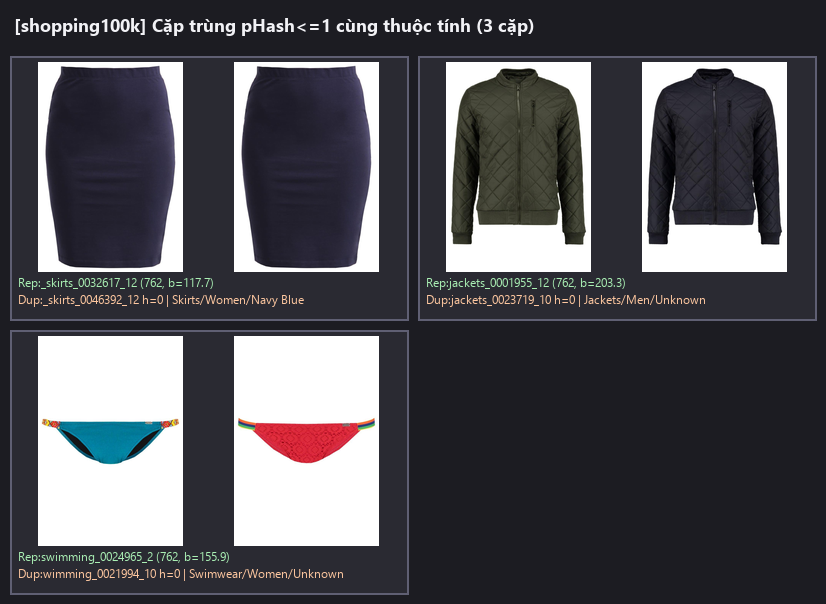 [shopping100k] Cặp trùng pHash<=1 cùng thuộc tính (3 cặp)
Rep:_skirts_0032617_12 (762, b=117.7)
Dup:_skirts_0046392_12 h=0 | Skirts/Women/Navy Blue
Rep:jackets_0001955_12 (762, b=203.3)
Dup:jackets_0023719_10 h=0 | Jackets/Men/Unknown
Rep:swimming_0024965_2 (762, b=155.9)
Dup:wimming_0021994_10 h=0 | Swimwear/Women/Unknown